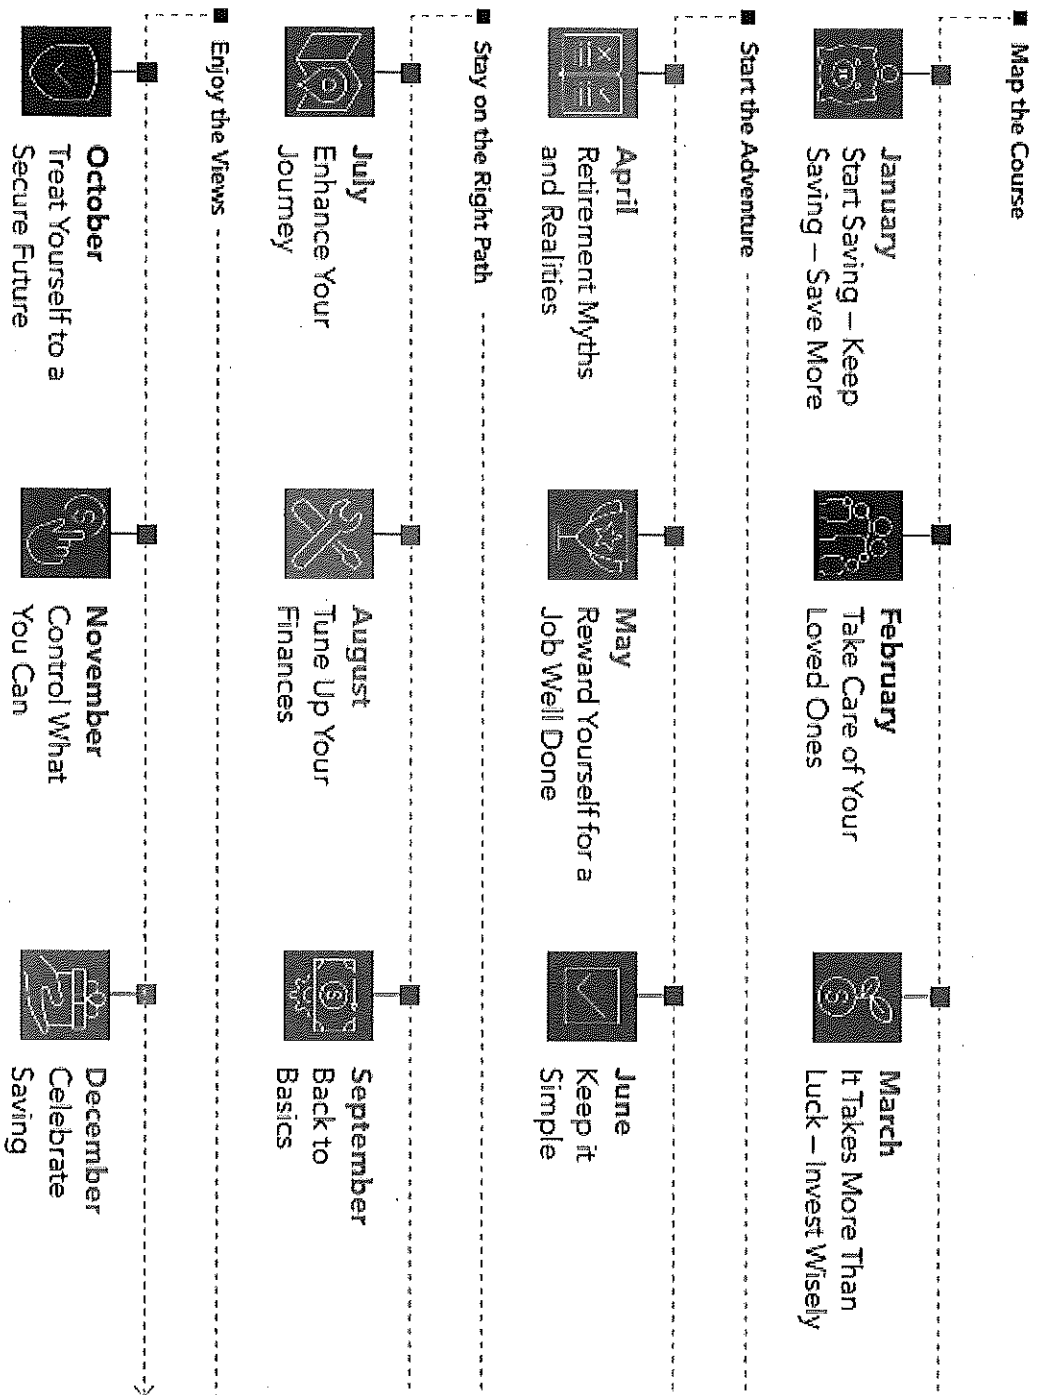 Map the Course
January
Start Saving – Keep
Saving – Save More
February
Take Care of Your
Loved Ones
March
It Takes More Than
Luck – Invest Wisely
Start the Adventure
April
Retirement Myths
and Realities
May
Reward Yourself for a
Job Well Done
June
Keep it
Simple
Stay on the Right Path
July
Enhance Your
Journey
August
Tune Up Your
Finances
September
Back to
Basics
Enjoy the Views
October
Treat Yourself to a
Secure Future
November
Control What
You Can
December
Celebrate
Saving